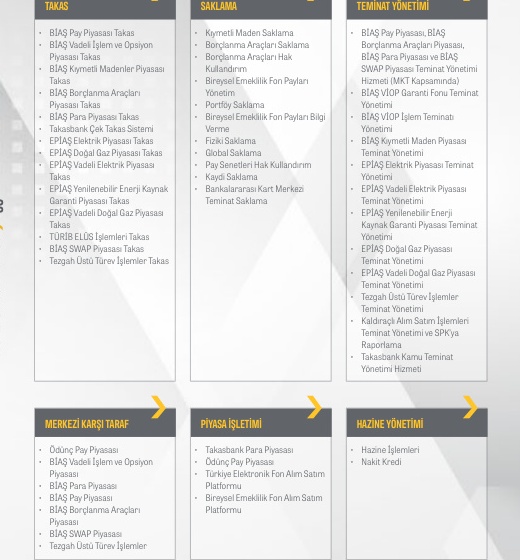 TAKAS
• BİAŞ Pay Piyasası Takas
• BİAŞ Vadeli İşlem ve Opsiyon
Piyasası Takas
• BİAŞ Kıymetli Madenler Piyasası
Takas
• BİAŞ Borçlanma Araçları
Piyasası Takas
• BİAŞ Para Piyasası Takas
• Takasbank Çek Takas Sistemi
• EPİAŞ Elektrik Piyasası Takas
• EPİAŞ Doğal Gaz Piyasası Takas
• EPİAŞ Vadeli Elektrik Piyasası
Takas
• EPİAŞ Yenilenebilir Enerji Kaynak
Garanti Piyasası Takas
• EPİAŞ Vadeli Doğal Gaz Piyasası
Takas
• TÜRİB ELÜS İşlemleri Takas
• BİAŞ SWAP Piyasası Takas
• Tezgah Üstü Türev İşlemler Takas
SAKLAMA
• Kıymetli Maden Saklama
• Borçlanma Araçları Saklama
• Borçlanma Araçları Hak
Kullandırım
• Bireysel Emeklilik Fon Payları
Yönetim
• Portföy Saklama
• Bireysel Emeklilik Fon Payları Bilgi
Verme
• Fiziki Saklama
• Global Saklama
• Pay Senetleri Hak Kullandırım
• Kaydi Saklama
• Bankalararası Kart Merkezi
Teminat Saklama
TEMİNAT YÖNETİMİ
• BİAŞ Pay Piyasası, BİAŞ
Borçlanma Araçları Piyasası,
BİAŞ Para Piyasası ve BİAŞ
SWAP Piyasası Teminat Yönetimi
Hizmeti (MKT Kapsamında)
• BİAŞ VİOP Garanti Fonu Teminat
Yönetimi
• BİAŞ VİOP İşlem Teminatı
Yönetimi
• BİAŞ Kıymetli Maden Piyasası
Teminat Yönetimi
• EPİAŞ Elektrik Piyasası Teminat
Yönetimi
• EPİAŞ Vadeli Elektrik Piyasası
Teminat Yönetimi
• EPİAŞ Yenilenebilir Enerji
Kaynak Garanti Piyasası Teminat
Yönetimi
• EPİAŞ Doğal Gaz Piyasası
Teminat Yönetimi
• EPİAŞ Vadeli Doğal Gaz Piyasası
Teminat Yönetimi
• Tezgah Üstü Türev İşlemler
Teminat Yönetimi
• Kaldıraçlı Alım Satım İşlemleri
Teminat Yönetimi ve SPK'ya
Raporlama
• Takasbank Kamu Teminat
Yönetimi Hizmeti
MERKEZİ KARŞI TARAF
• Ödünç Pay Piyasası
• BİAŞ Vadeli İşlem ve Opsiyon
Piyasası
• BİAŞ Para Piyasası
• BİAŞ Pay Piyasası
• BİAŞ Borçlanma Araçları
Piyasası
• BİAŞ SWAP Piyasası
• Tezgah Üstü Türev İşlemler
PİYASA İŞLETİMİ
• Takasbank Para Piyasası
• Ödünç Pay Piyasası
• Türkiye Elektronik Fon Alım Satım
Platformu
• Bireysel Emeklilik Fon Alım Satım
Platformu
HAZİNE YÖNETİMİ
• Hazine İşlemleri
• Nakit Kredi